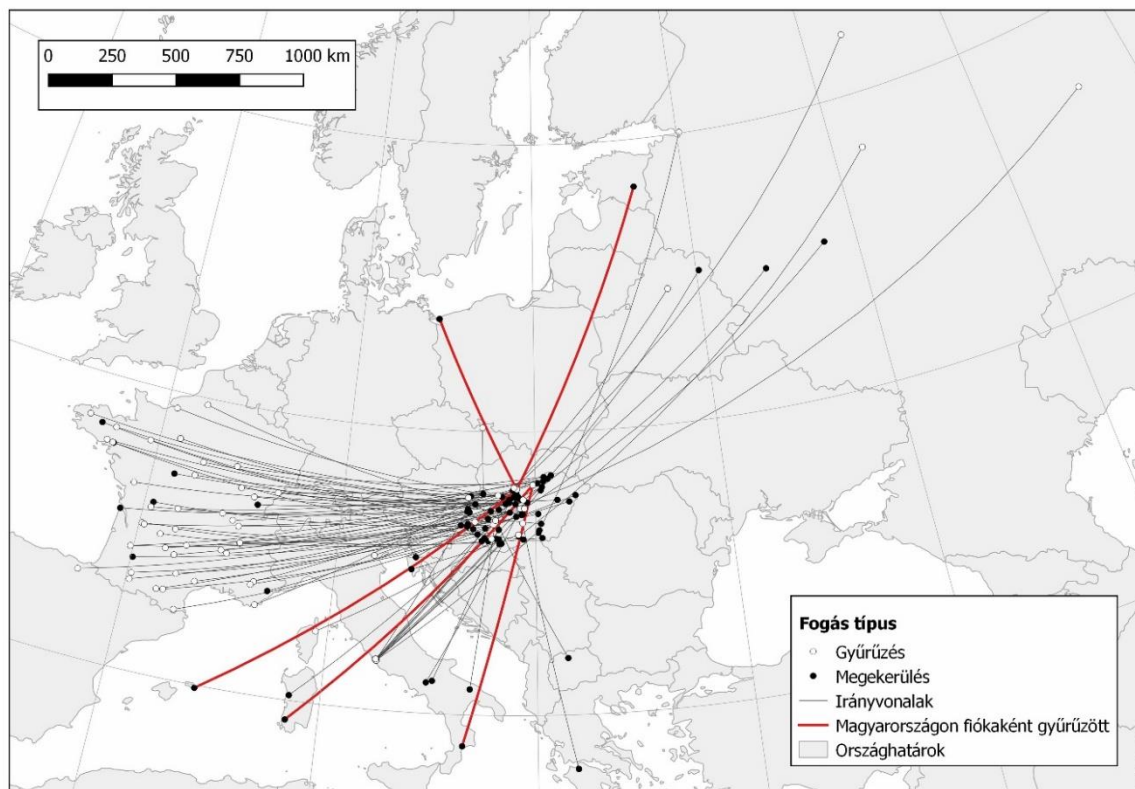 0 250 500 750 1000 km
Fogás típus
Gyűrűzés
Megekerülés
Irányvonalak
Magyarországon fiókaként gyűrűzött
Országhatárok